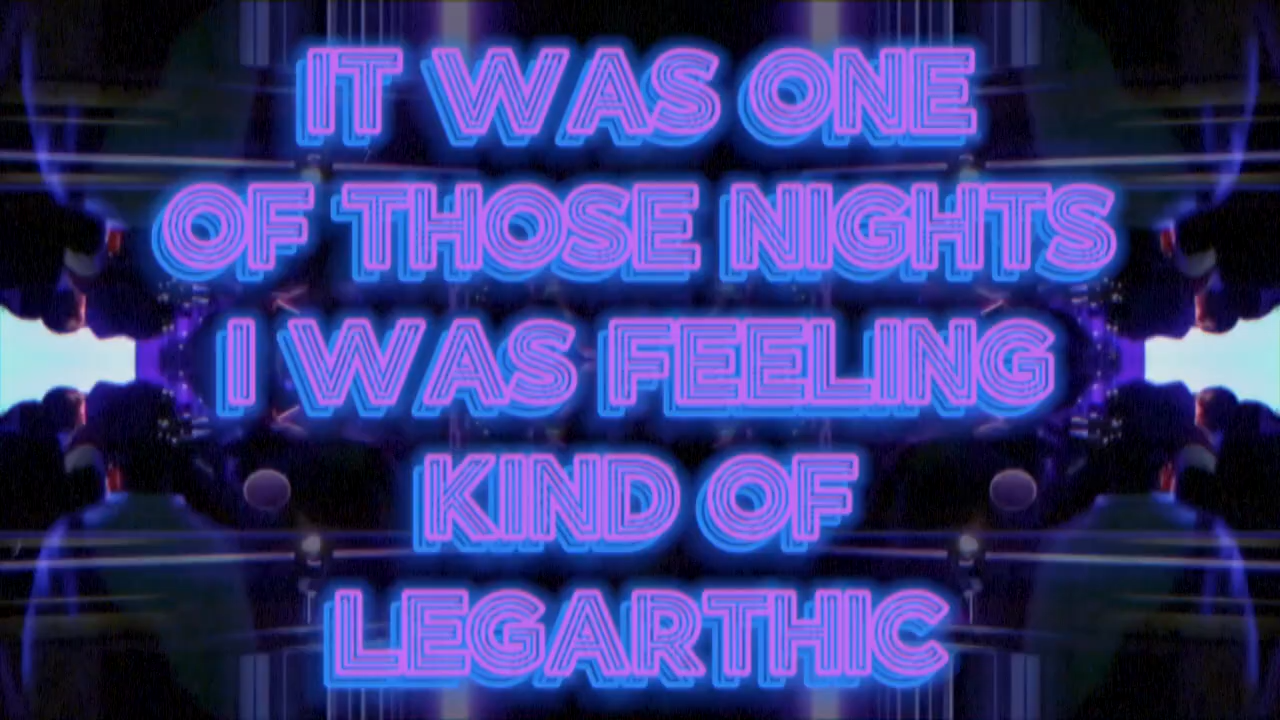 IT WAS ONE
OF THOSE NIGHTS
I WAS FEELING
KIND OF
LEGARTHIC